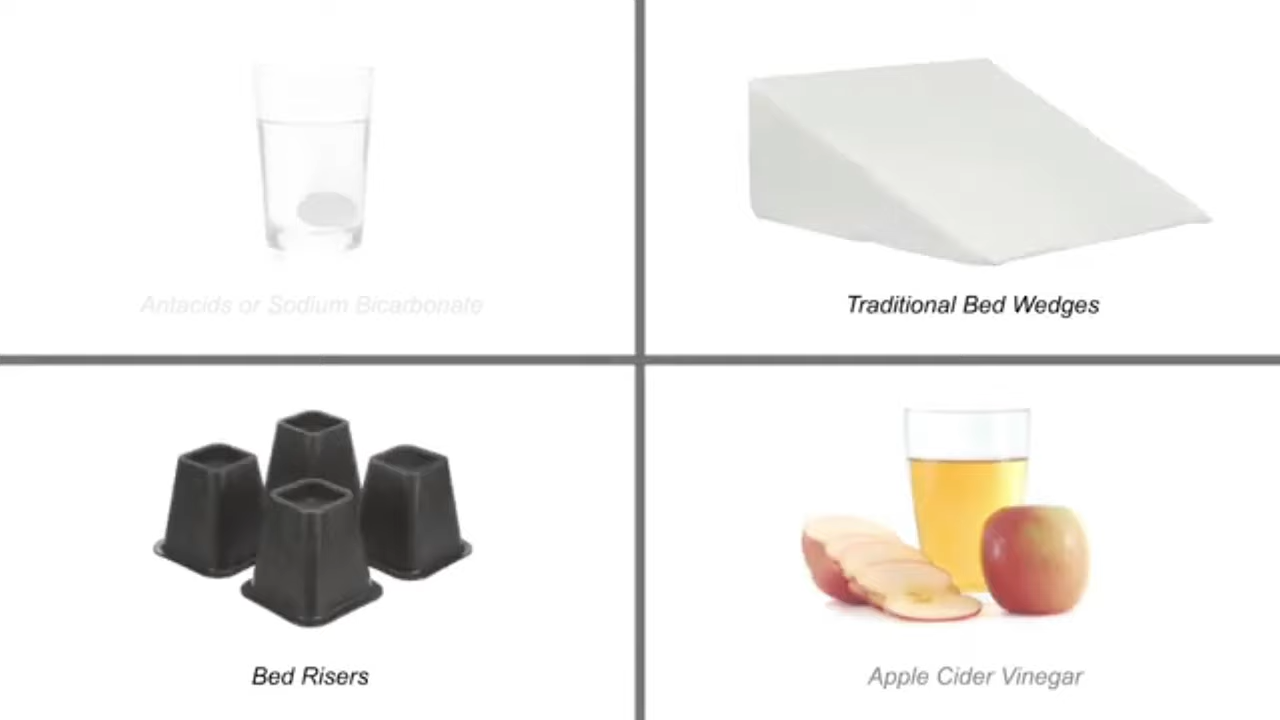 Antacids or Sodium Bicarbonate
Traditional Bed Wedges
Bed Risers
Apple Cider Vinegar